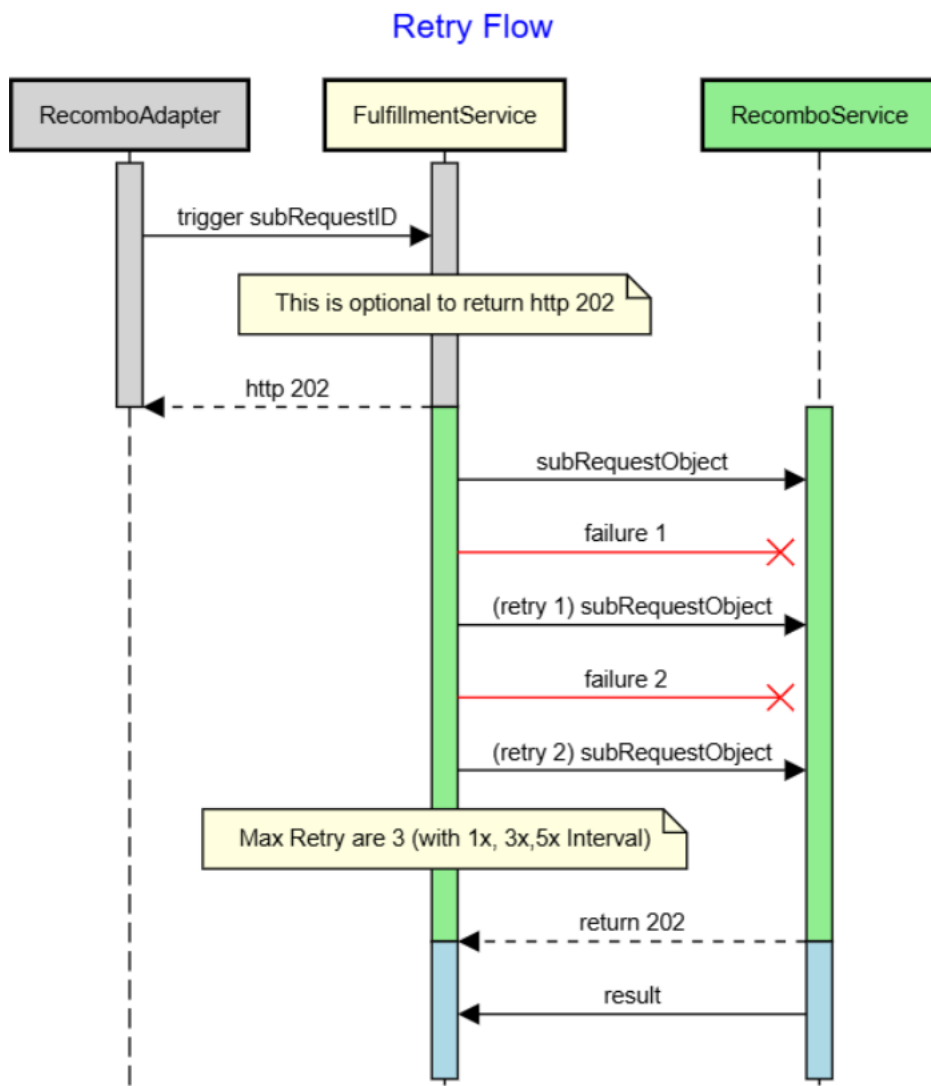 Retry Flow
RecomboAdapter
FulfillmentService
RecomboService
trigger subRequestID
This is optional to return http 202
http 202
subRequestObject
failure 1
(retry 1) subRequestObject
failure 2
(retry 2) subRequestObject
Max Retry are 3 (with 1x, 3x,5x Interval)
return 202
result